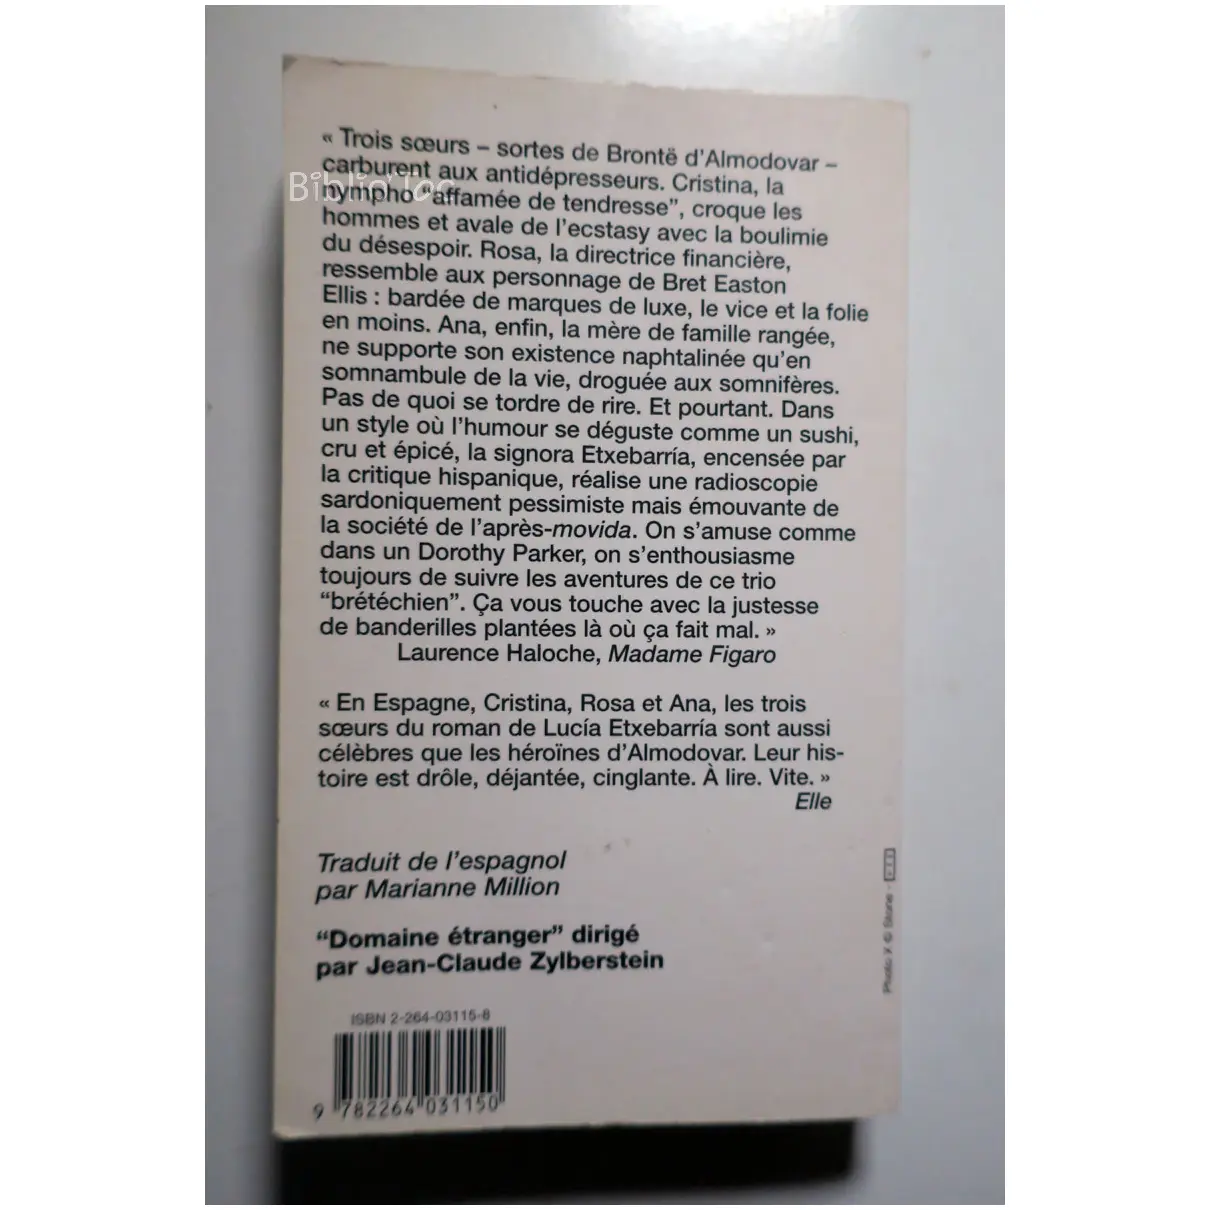 « Trois sœurs – sortes de Brontë d'Almodovar –
carburent aux antidépresseurs. Cristina, la
Biblio'Toc
nympho "affamée de tendresse", croque les
hommes et avale de l'ecstasy avec la boulimie
du désespoir. Rosa, la directrice financière,
ressemble aux personnage de Bret Easton
Ellis : bardée de marques de luxe, le vice et la folie
en moins. Ana, enfin, la mère de famille rangée,
ne supporte son existence naphtalinée qu'en
somnambule de la vie, droguée aux somnifères.
Pas de quoi se tordre de rire. Et pourtant. Dans
un style où l'humour se déguste comme un sushi,
cru et épicé, la signora Etxebarría, encensée par
la critique hispanique, réalise une radioscopie
sardoniquement pessimiste mais émouvante de
la société de l'après-movida. On s'amuse comme
dans un Dorothy Parker, on s'enthousiasme
toujours de suivre les aventures de ce trio
"brétéchien". Ça vous touche avec la justesse
de banderilles plantées là où ça fait mal. »
Laurence Haloche, Madame Figaro
« En Espagne, Cristina, Rosa et Ana, les trois
sœurs du roman de Lucía Etxebarría sont aussi
célèbres que les héroïnes d'Almodovar. Leur his-
toire est drôle, déjantée, cinglante. À lire. Vite. »
Elle
Traduit de l'espagnol
par Marianne Million
"Domaine étranger" dirigé
par Jean-Claude Zylberstein
Photo X © Stone -
ISBN 2-264-03115-8
9 782264 031150